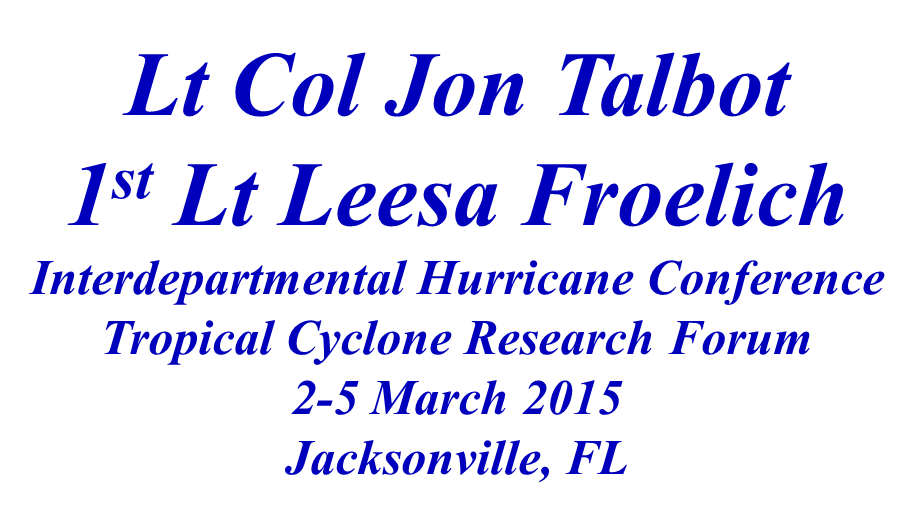 Lt Col Jon Talbot
1st Lt Leesa Froelich
Interdepartmental Hurricane Conference
Tropical Cyclone Research Forum
2-5 March 2015
Jacksonville, FL